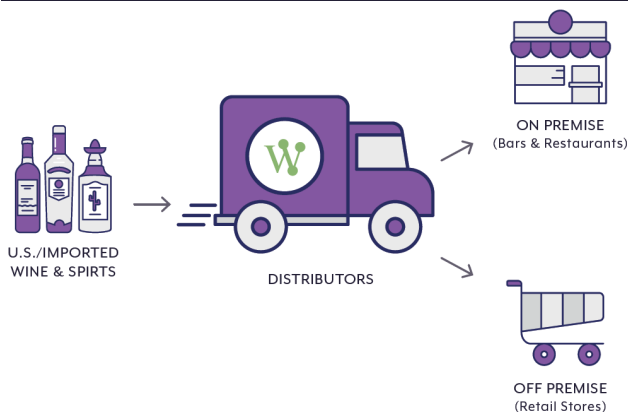 U.S./IMPORTED
WINE & SPIRTS
W
DISTRIBUTORS
ON PREMISE
(Bars & Restaurants)
OFF PREMISE
(Retail Stores)